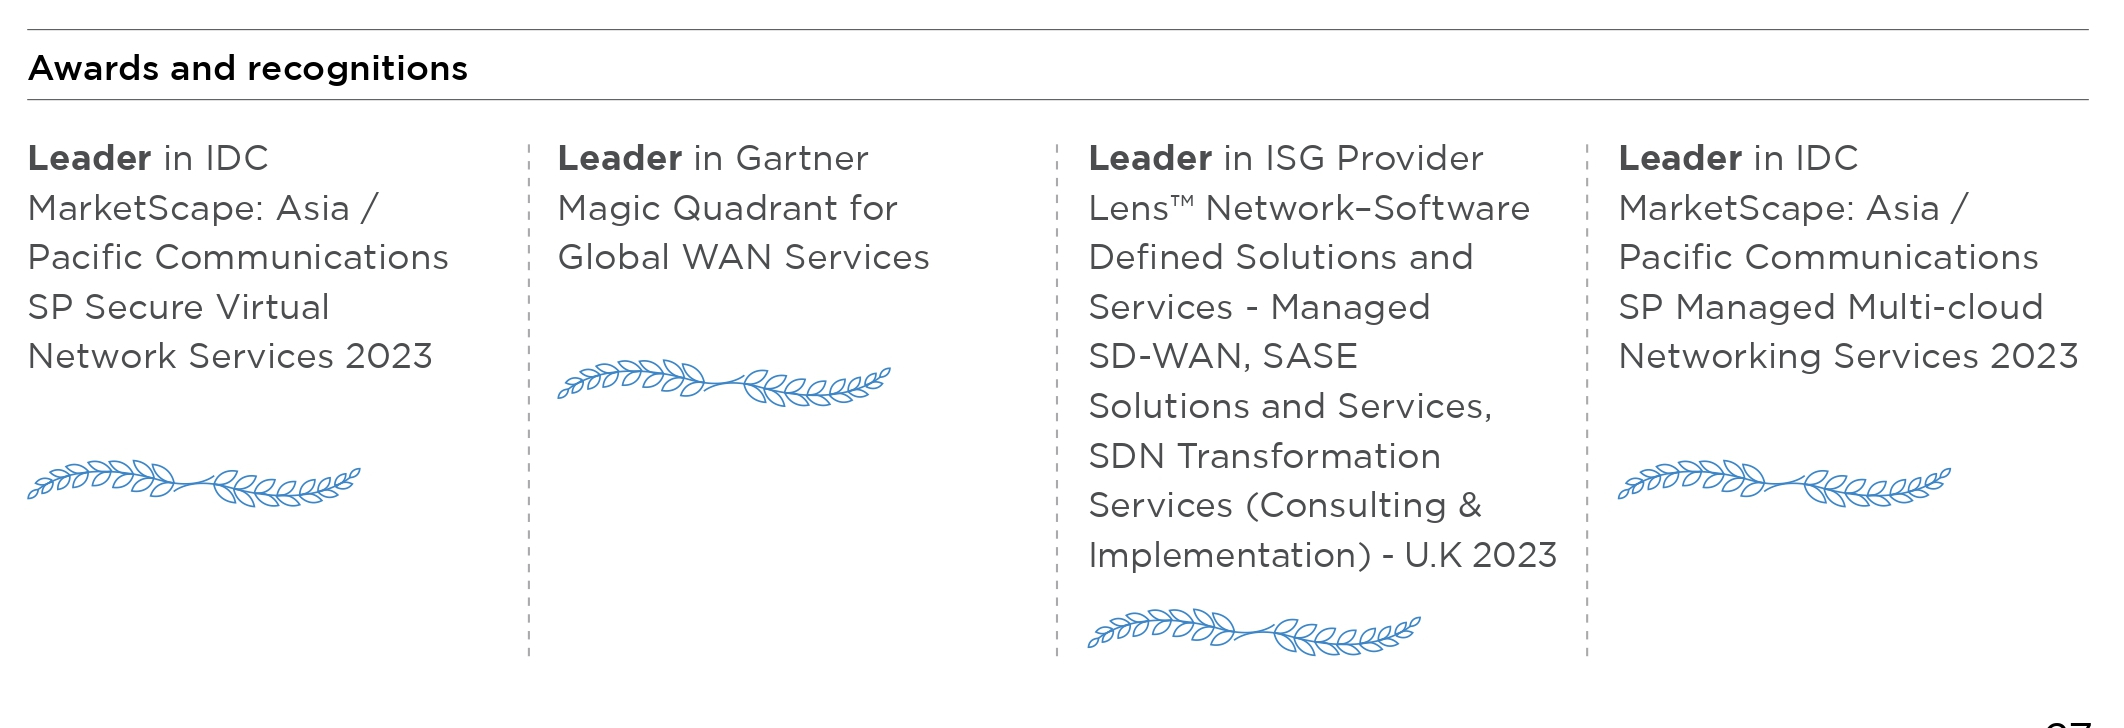 Awards and recognitions
Leader in IDC
MarketScape: Asia /
Pacific Communications
SP Secure Virtual
Network Services 2023
Leader in Gartner
Magic Quadrant for
Global WAN Services
Leader in ISG Provider
Lens™ Network–Software
Defined Solutions and
Services - Managed
SD-WAN, SASE
Solutions and Services,
SDN Transformation
Services (Consulting &
Implementation) - U.K 2023
Leader in IDC
MarketScape: Asia /
Pacific Communications
SP Managed Multi-cloud
Networking Services 2023